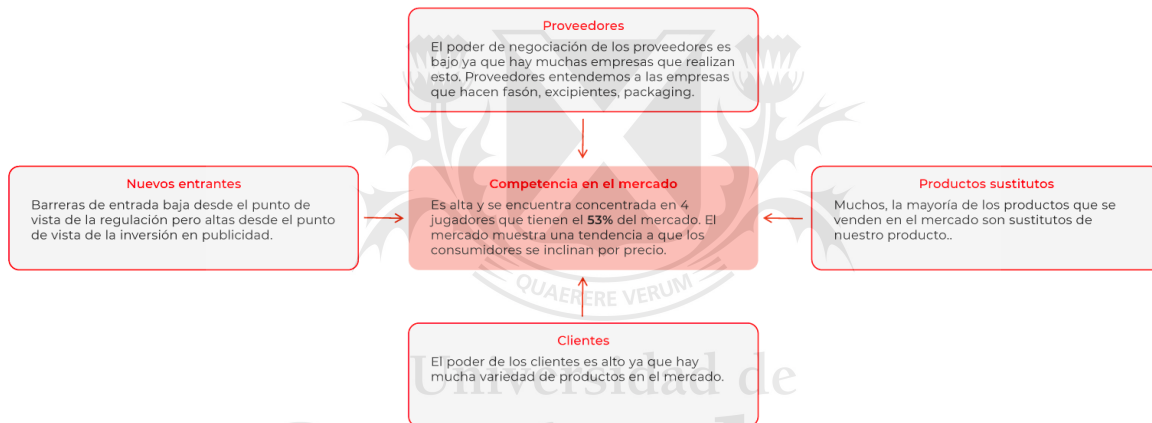 Proveedores
El poder de negociación de los proveedores es
bajo ya que hay muchas empresas que realizan
esto. Proveedores entendemos a las empresas
que hacen fasón, excipientes, packaging.
Nuevos entrantes
Barreras de entrada baja desde el punto de
vista de la regulación pero altas desde el punto
de vista de la inversión en publicidad.
Competencia en el mercado
Es alta y se encuentra concentrada en 4
jugadores que tienen el 53% del mercado. El
mercado muestra una tendencia a que los
consumidores se inclinan por precio.
Productos sustitutos
Muchos, la mayoría de los productos que se
venden en el mercado son sustitutos de
nuestro producto..
QUAERERE VERUM
Clientes
El poder de los clientes es alto ya que hay
mucha variedad de productos en el mercado.
Universidad de